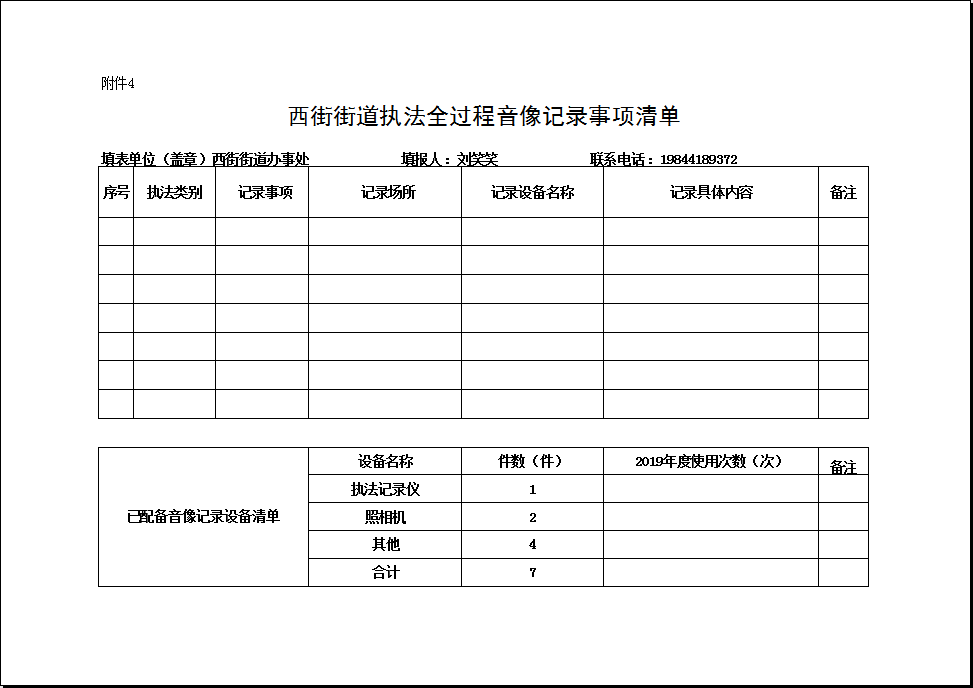 附件4
西街街道执法全过程音像记录事项清单
填表单位（盖章）西街街道办事处 填报人：刘笑笑 联系电话：19844189372
序号 执法类别 记录事项 记录场所 记录设备名称 记录具体内容 备注
设备名称 件数（件） 2019年度使用次数（次） 备注
执法记录仪 1
已配备音像记录设备清单
照相机 2
其他 4
合计 7